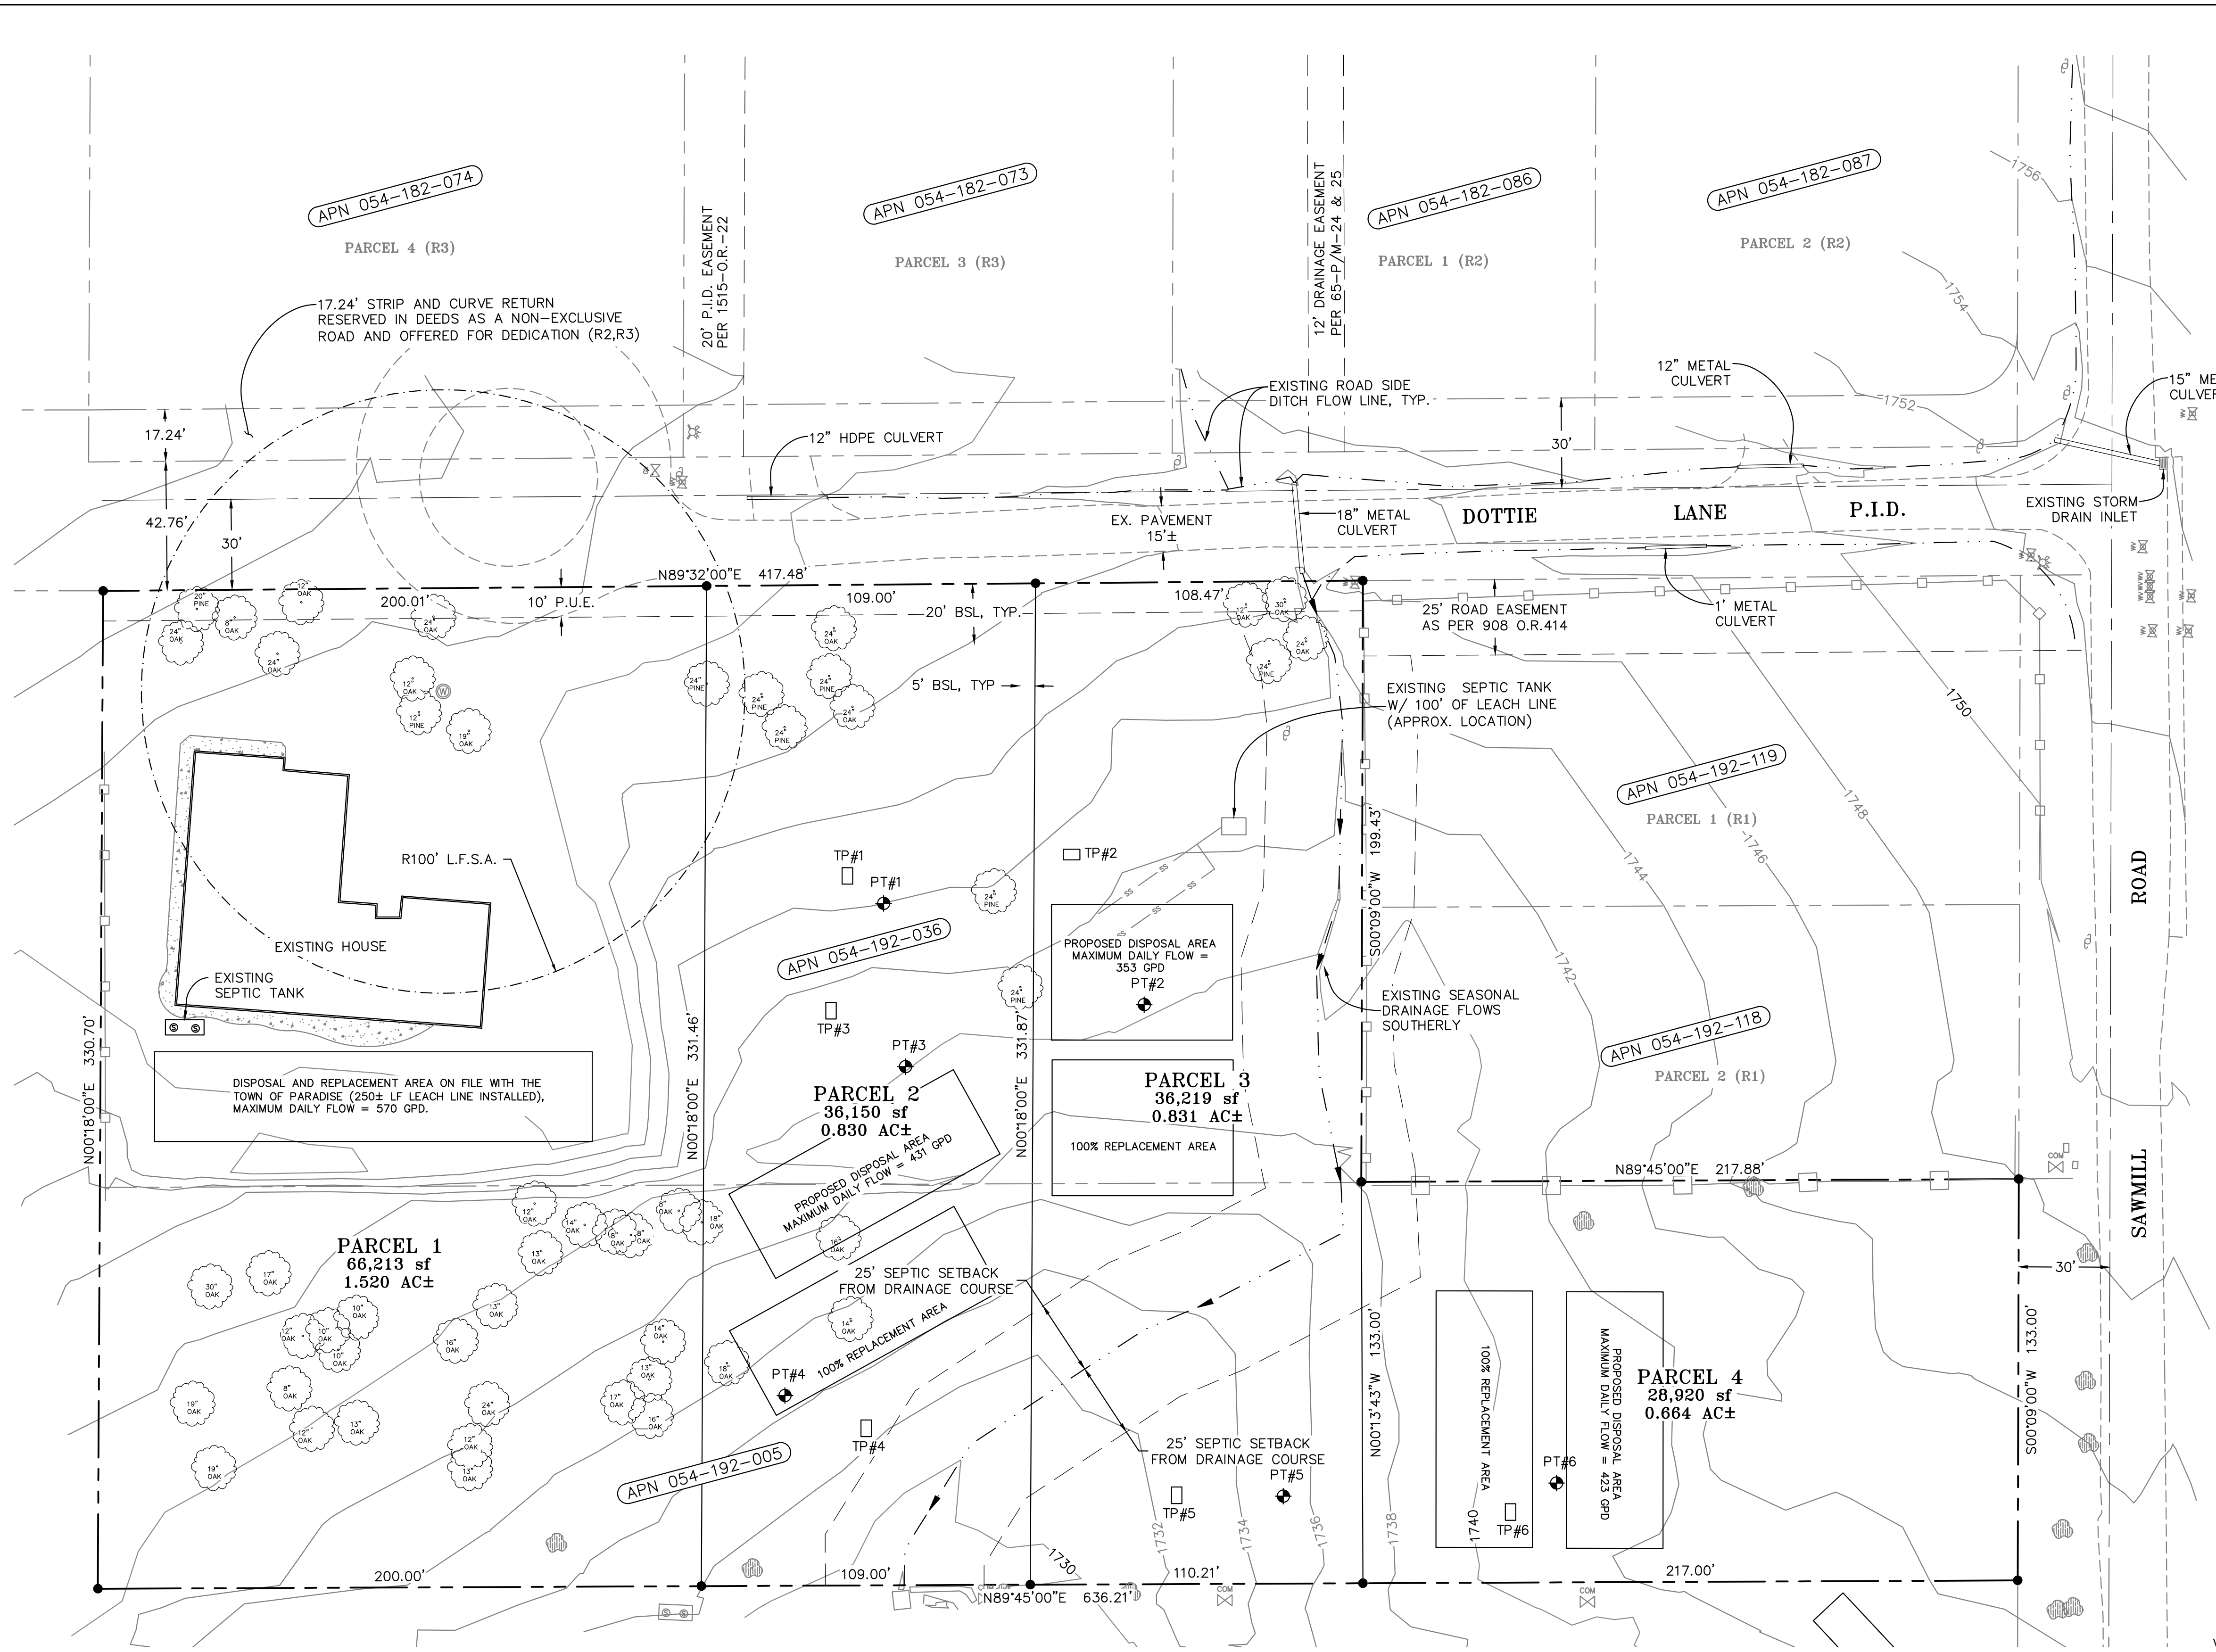 APN 054-182-074
PARCEL 4 (R3)
17.24' STRIP AND CURVE RETURN
RESERVED IN DEEDS AS A NON-EXCLUSIVE
ROAD AND OFFERED FOR DEDICATION (R2,R3)
20' P.I.D. EASEMENT
PER 1515-O.R.-22
APN 054-182-073
PARCEL 3 (R3)
12' DRAINAGE EASEMENT
PER 65-P/M-24 & 25
APN 054-182-086
PARCEL 1 (R2)
APN 054-182-087
PARCEL 2 (R2)
1756
1754
1752
12" METAL
CULVERT
EXISTING ROAD SIDE
DITCH FLOW LINE, TYP.
17.24'
42.76'
30'
12" HDPE CULVERT
30'
EX. PAVEMENT
15'±
18" METAL
CULVERT
DOTTIE LANE P.I.D.
EXISTING STORM
DRAIN INLET
N89°32'00"E 417.48'
200.01'
10' P.U.E.
109.00'
20' BSL, TYP.
108.47'
5' BSL, TYP
25' ROAD EASEMENT
AS PER 908 O.R.414
1' METAL
CULVERT
EXISTING SEPTIC TANK
W/ 100' OF LEACH LINE
(APPROX. LOCATION)
1750
APN 054-192-119
PARCEL 1 (R1)
1748
1746
1744
1742
R100' L.F.S.A.
EXISTING HOUSE
EXISTING
SEPTIC TANK
TP#1
PT#1
TP#2
APN 054-192-036
PROPOSED DISPOSAL AREA
MAXIMUM DAILY FLOW =
353 GPD
PT#2
TP#3
PT#3
S00°09'00"W 199.43'
EXISTING SEASONAL
DRAINAGE FLOWS
SOUTHERLY
APN 054-192-118
PARCEL 2 (R1)
SAWMILL ROAD
N00°18'00"E 330.70'
N00°18'00"E 331.46'
N00°18'00"E 331.87'
DISPOSAL AND REPLACEMENT AREA ON FILE WITH THE
TOWN OF PARADISE (250± LF LEACH LINE INSTALLED),
MAXIMUM DAILY FLOW = 570 GPD.
PARCEL 2
36,150 sf
0.830 AC±
PROPOSED DISPOSAL AREA
MAXIMUM DAILY FLOW = 431 GPD
PARCEL 3
36,219 sf
0.831 AC±
100% REPLACEMENT AREA
N89°45'00"E 217.88'
PARCEL 1
66,213 sf
1.520 AC±
25' SEPTIC SETBACK
FROM DRAINAGE COURSE
100% REPLACEMENT AREA
PT#4
TP#4
APN 054-192-005
25' SEPTIC SETBACK
FROM DRAINAGE COURSE
PT#5
TP#5
N00°13'43"W 133.00'
100% REPLACEMENT AREA
PROPOSED DISPOSAL AREA
MAXIMUM DAILY FLOW = 423 GPD
PT#6
TP#6
PARCEL 4
28,920 sf
0.664 AC±
S00°09'00"W 133.00'
30'
1730
1732
1734
1736
1738
1740
200.00'
109.00'
110.21'
217.00'
N89°45'00"E 636.21'
COM
COM
COM